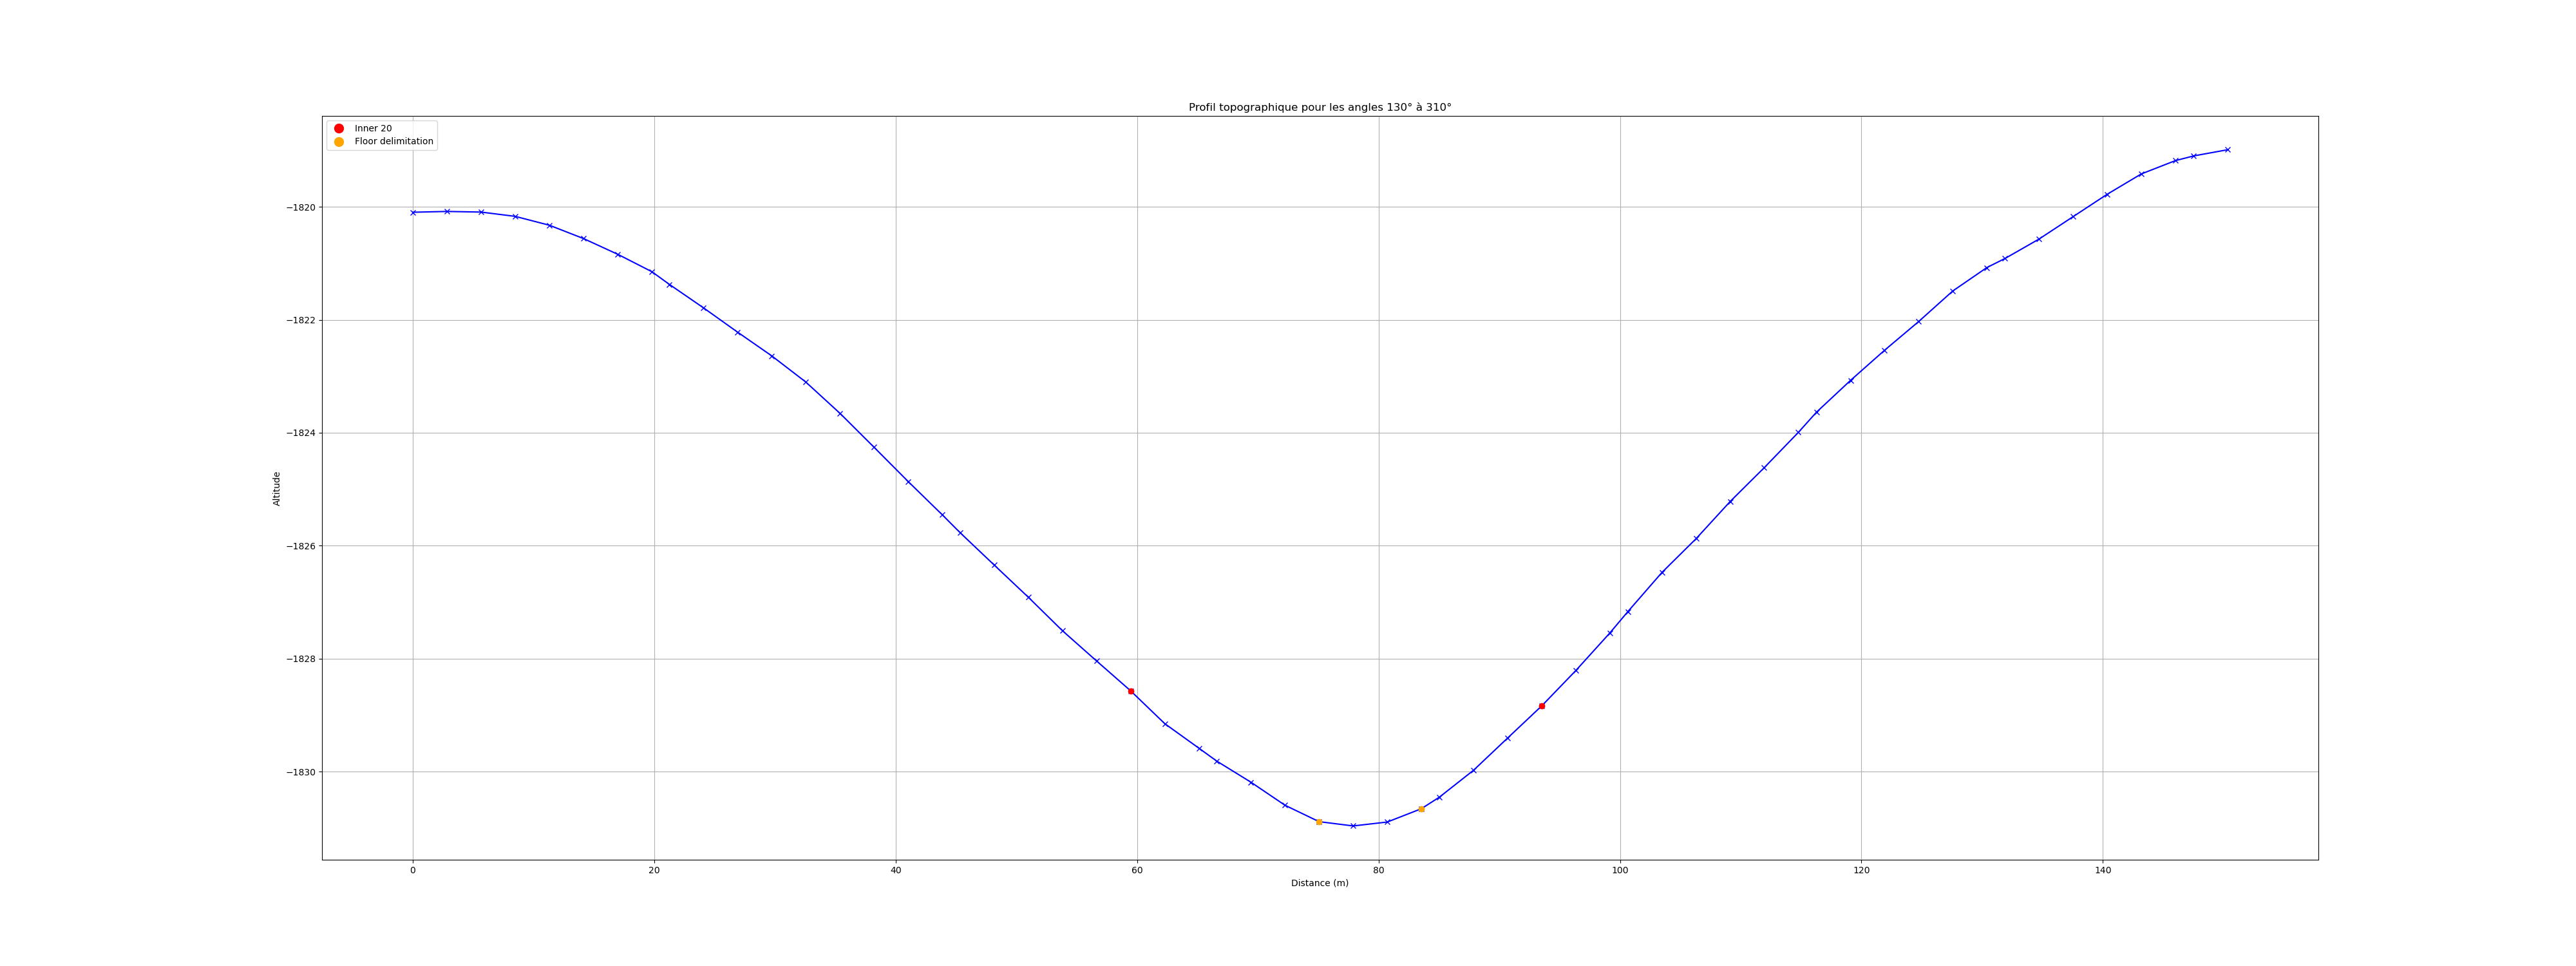 Profil topographique pour les angles 130° à 310°
Inner 20
Floor delimitation
−1820
−1822
−1824
−1826
−1828
−1830
Altitude
0 20 40 60 80 100 120 140
Distance (m)